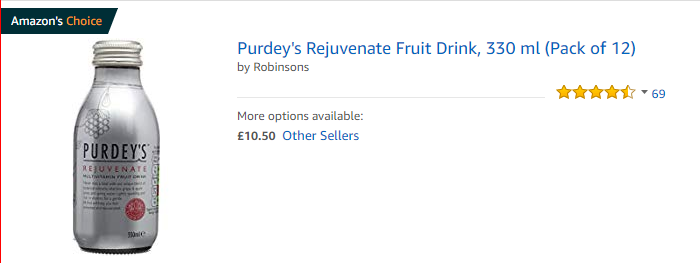 Amazon's Choice
Purdey's Rejuvenate Fruit Drink, 330 ml (Pack of 12)
by Robinsons
69
More options available:
£10.50 Other Sellers
PURDEY'S
REJUVENATE
MULTIVITAMIN FRUIT DRINK
330ml e